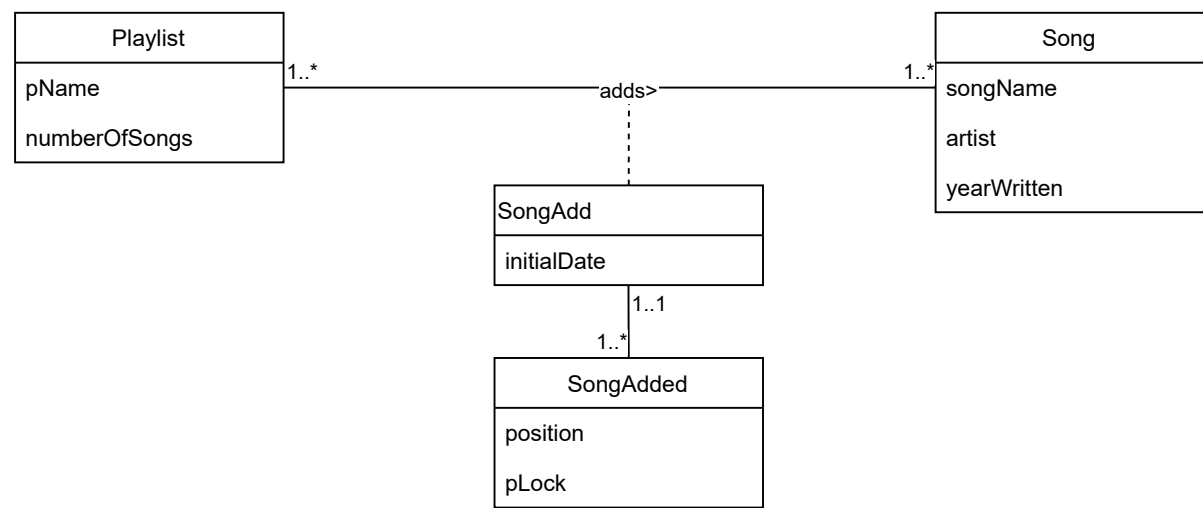 Playlist
pName
numberOfSongs
1..*
adds>
1..*
Song
songName
artist
yearWritten
SongAdd
initialDate
1..1
1..*
SongAdded
position
pLock